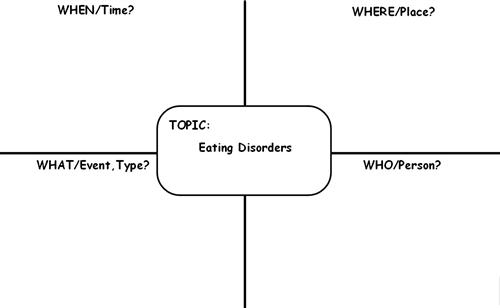 WHEN/Time?
WHERE/Place?
TOPIC:
Eating Disorders
WHAT/Event,Type?
WHO/Person?